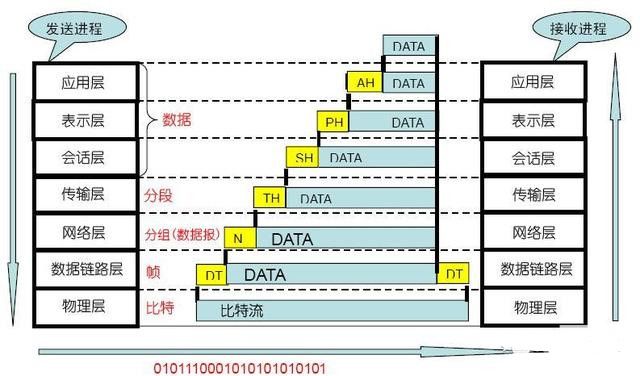 发送进程
接收进程
DATA
应用层
AH
DATA
应用层
表示层
数据
PH
DATA
表示层
会话层
SH
DATA
会话层
传输层
分段
TH
DATA
传输层
网络层
分组(数据报)
N
DATA
网络层
数据链路层
帧
DT
DATA
DT
数据链路层
物理层
比特
比特流
物理层
0101110001010101010101